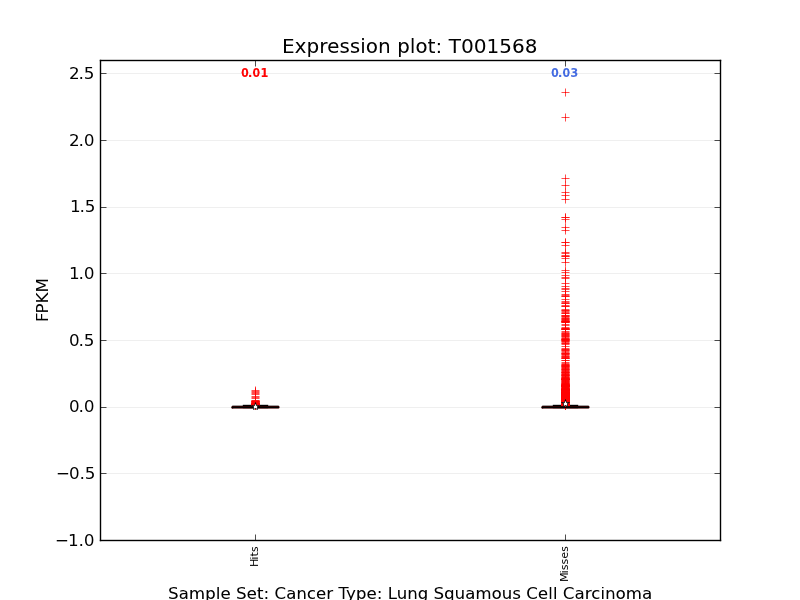 Expression plot: T001568
0.01
0.03
2.5
2.0
1.5
1.0
0.5
0.0
−0.5
−1.0
FPKM
Hits
Misses
Sample Set: Cancer Type: Lung Squamous Cell Carcinoma